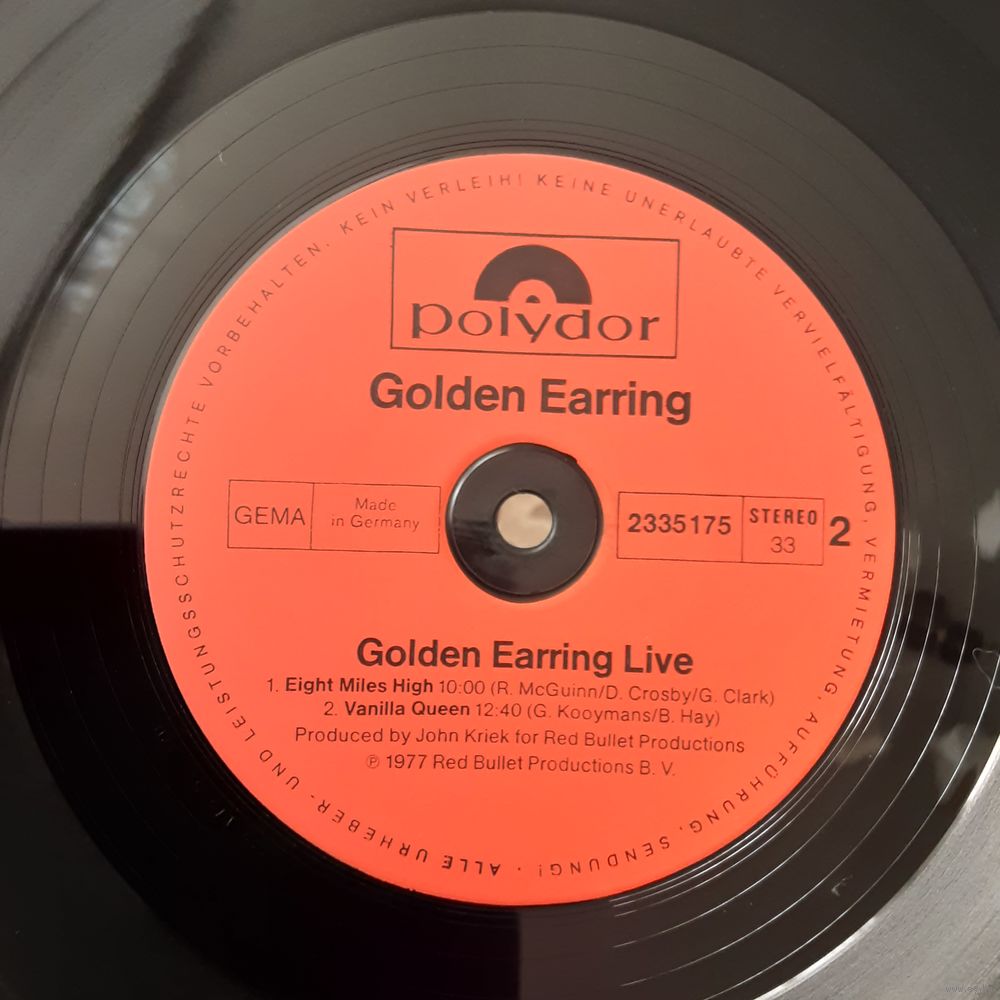 polydor
Golden Earring
GEMA
Made
in Germany
2335175
STEREO
33
2
Golden Earring Live
1. Eight Miles High 10:00 (R. McGuinn/D. Crosby/G. Clark)
2. Vanilla Queen 12:40 (G. Kooymans/B. Hay)
Produced by John Kriek for Red Bullet Productions
℗ 1977 Red Bullet Productions B. V.
ALLE URHEBER- UND LEISTUNGSSCHUTZRECHTE VORBEHALTEN. KEIN VERLEIH! KEINE UNERLAUBTE VERVIELFÄLTIGUNG, VERMIETUNG, AUFFÜHRUNG, SENDUNG! ·